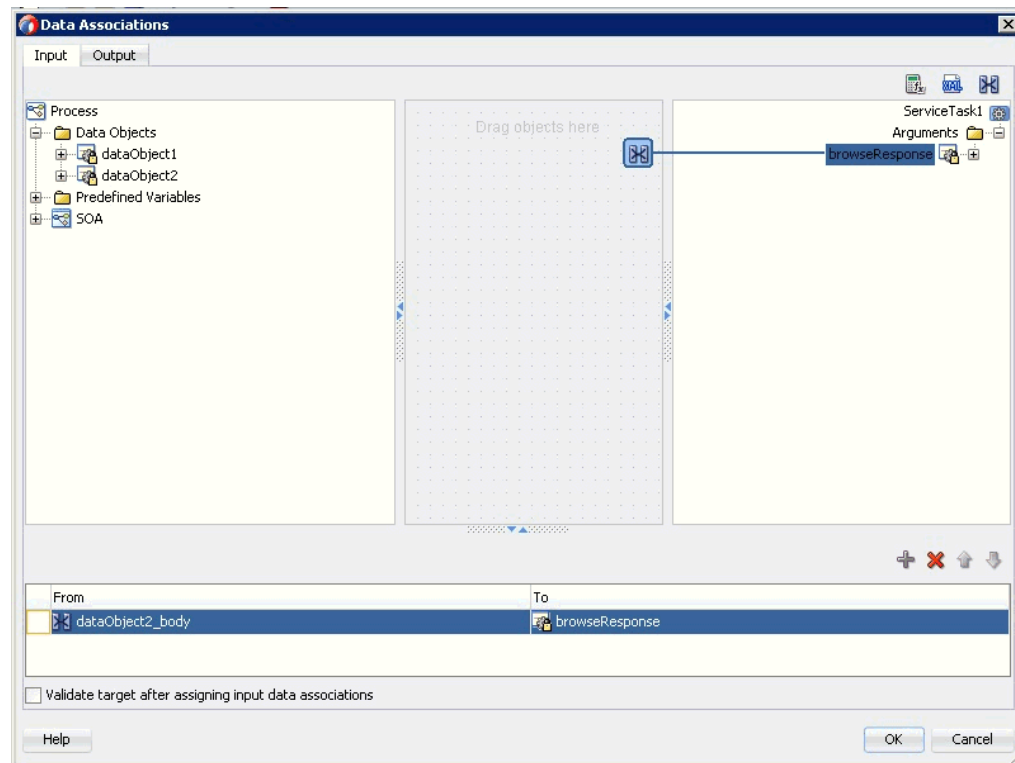 Data Associations
Input Output
XML
Process
Data Objects
dataObject1
dataObject2
Predefined Variables
SOA
Drag objects here
ServiceTask1
Arguments
browseResponse
From To
dataObject2_body browseResponse
Validate target after assigning input data associations
Help OK Cancel